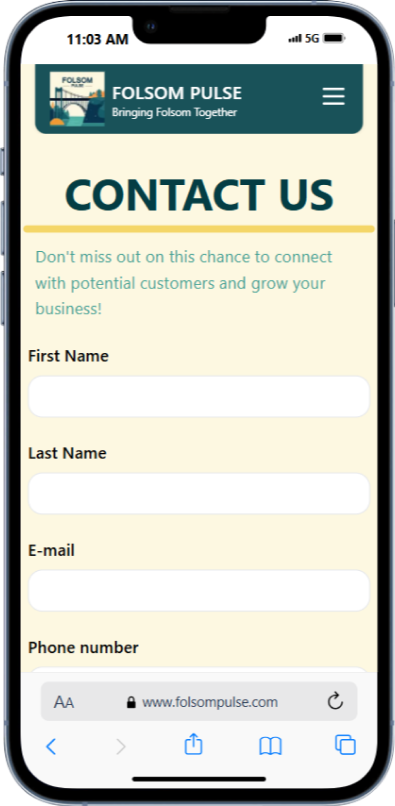 11:03 AM
5G
FOLSOM
PULSE
FOLSOM PULSE
Bringing Folsom Together
CONTACT US
Don't miss out on this chance to connect
with potential customers and grow your
business!
First Name
Last Name
E-mail
Phone number
AA
www.folsompulse.com